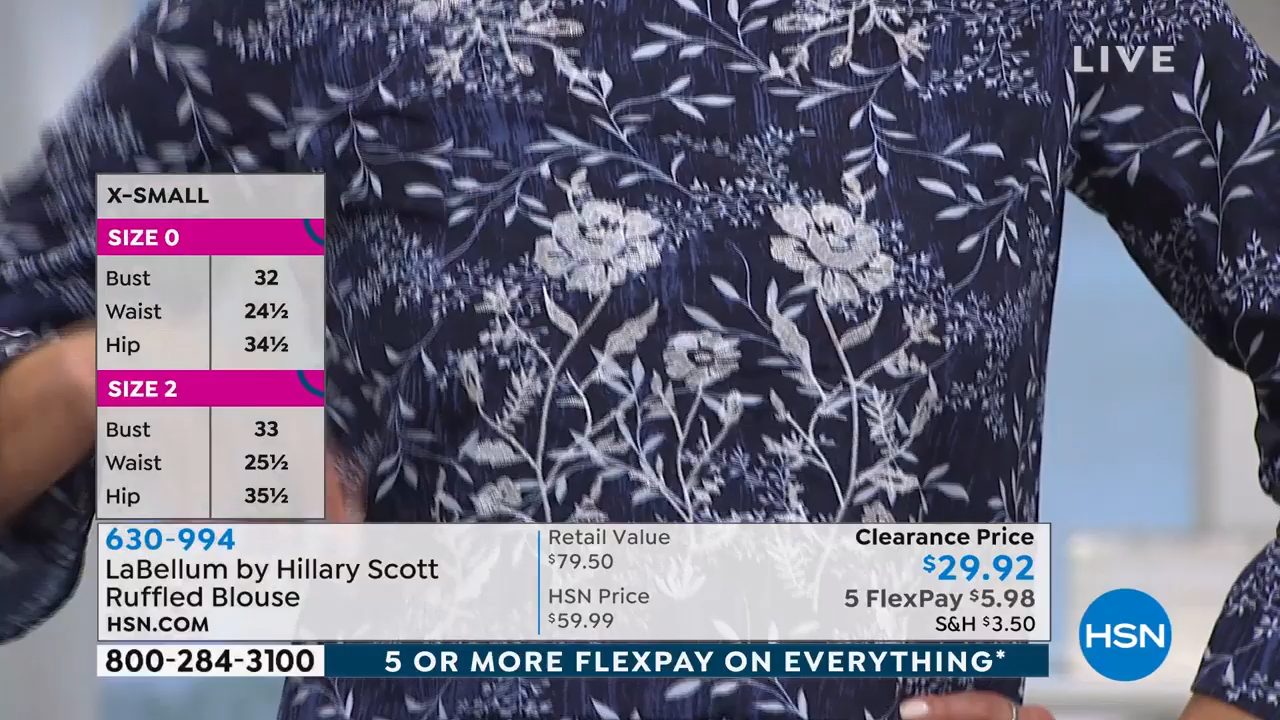 LIVE
X-SMALL
SIZE 0
Bust 32
Waist 24½
Hip 34½
SIZE 2
Bust 33
Waist 25½
Hip 35½
630-994
LaBellum by Hillary Scott
Ruffled Blouse
HSN.COM
Retail Value
$79.50
HSN Price
$59.99
Clearance Price
$29.92
5 FlexPay $5.98
S&H $3.50
HSN
800-284-3100
5 OR MORE FLEXPAY ON EVERYTHING*